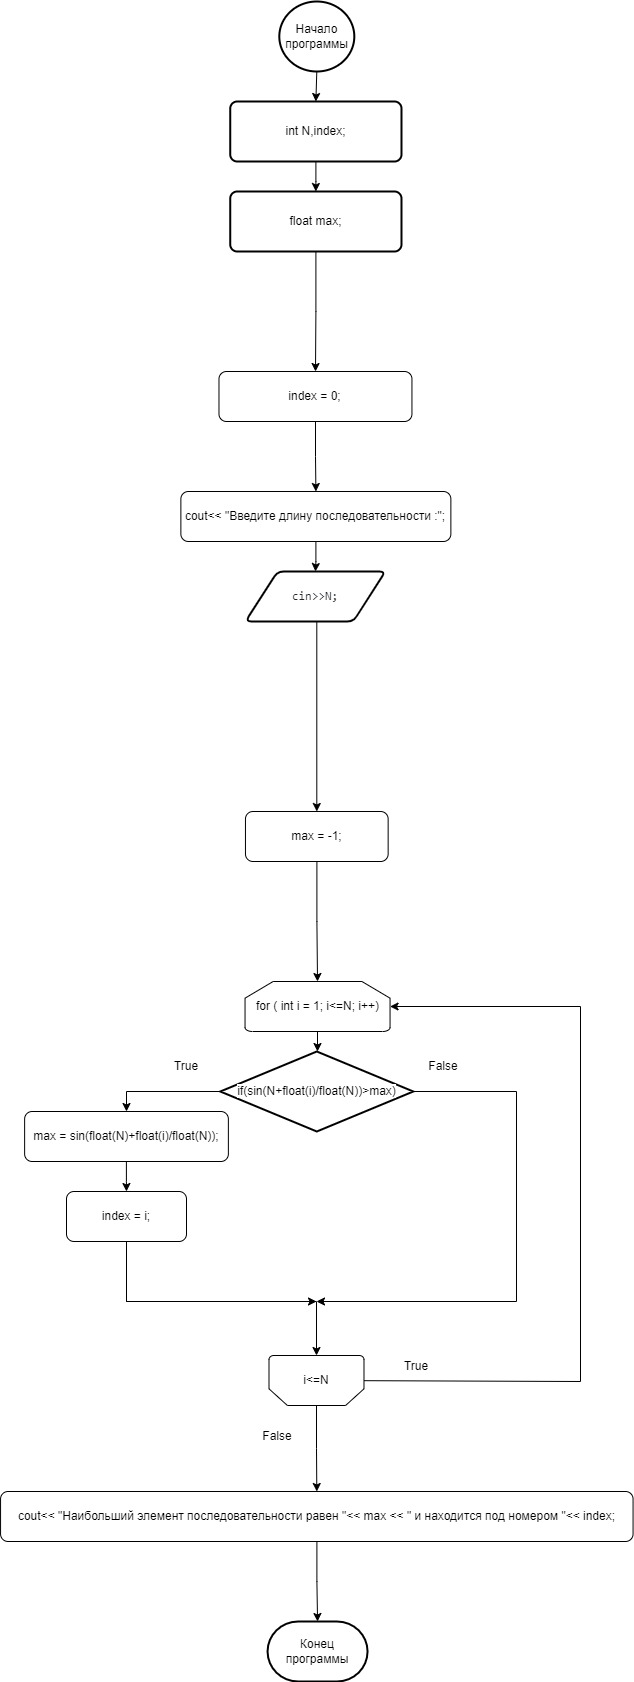 Начало
программы
int N,index;
float max;
index = 0;
cout<< "Введите длину последовательности :";
cin>>N;
max = -1;
for ( int i = 1; i<=N; i++)
True
False
if(sin(N+float(i)/float(N))>max)
max = sin(float(N)+float(i)/float(N));
index = i;
i<=N
True
False
cout<< "Наибольший элемент последовательности равен "<< max << " и находится под номером "<< index;
Конец
программы